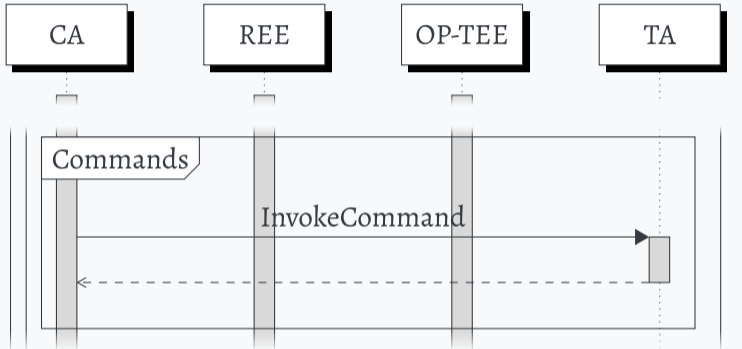 CA
REE
OP-TEE
TA
Commands
InvokeCommand